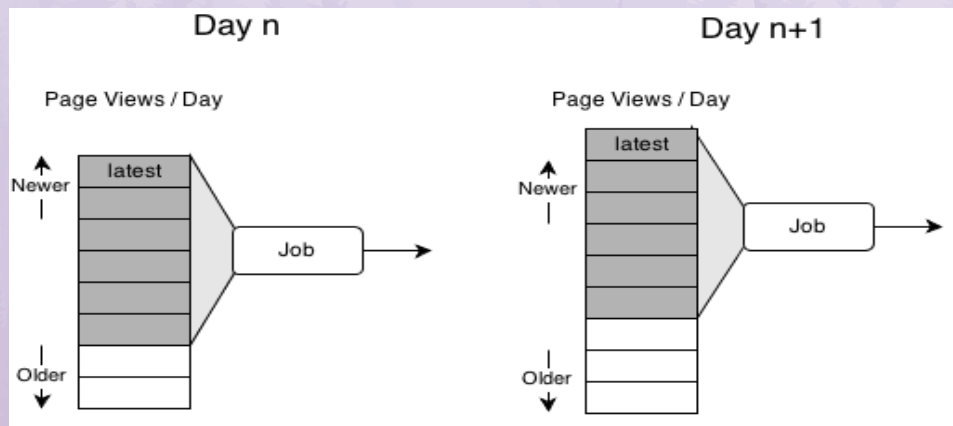 Day n
Page Views / Day
latest
Newer
Job
Older
Day n+1
Page Views / Day
latest
Newer
Job
Older